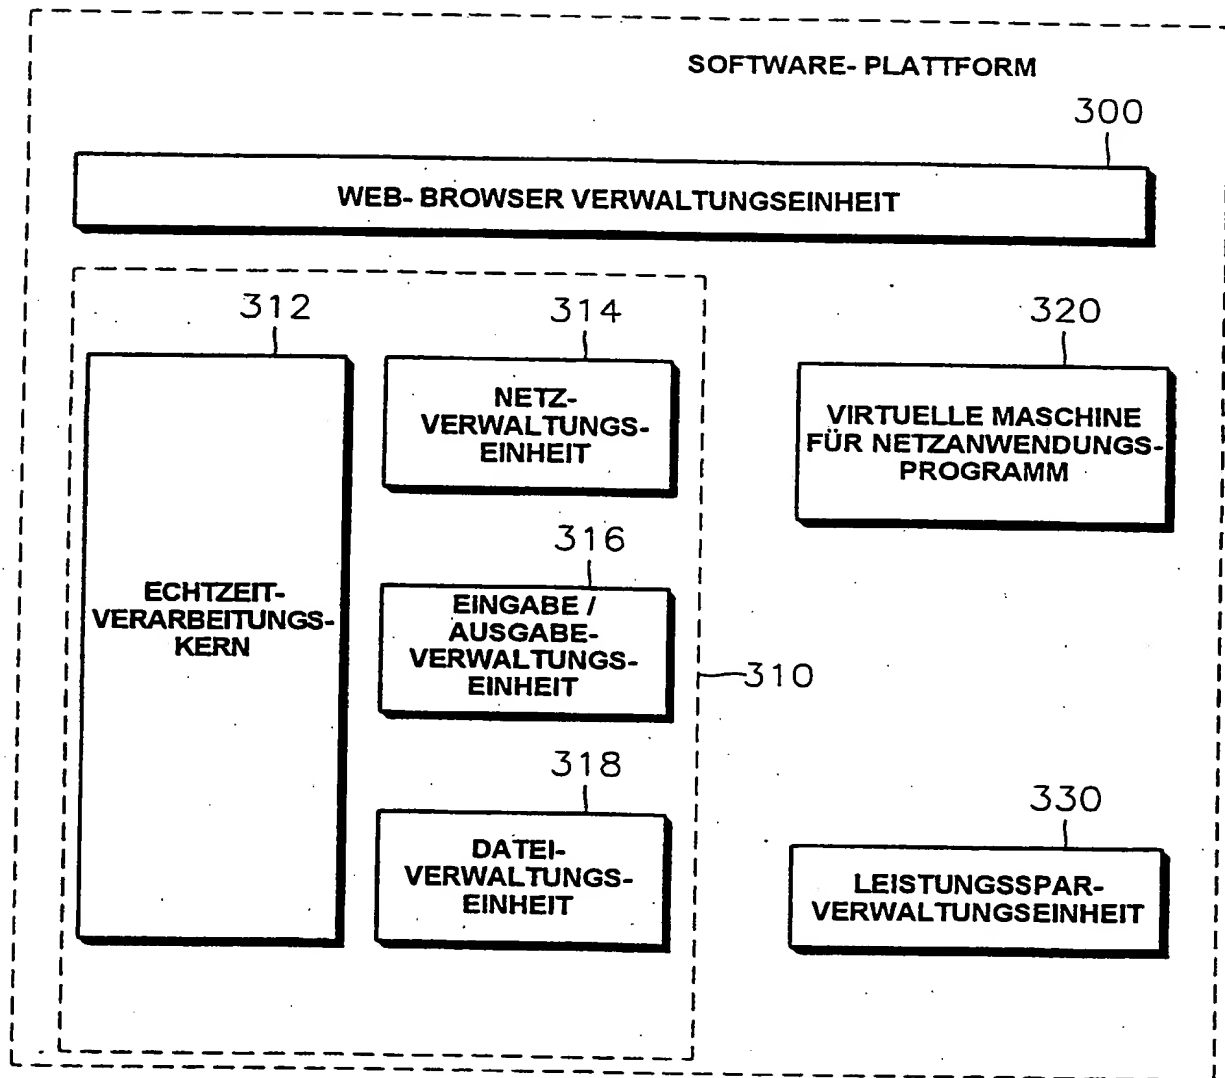 SOFTWARE- PLATTFORM
300
WEB- BROWSER VERWALTUNGSEINHEIT
312
314
320
NETZ-
VERWALTUNGS-
EINHEIT
VIRTUELLE MASCHINE
FÜR NETZANWENDUNGS-
PROGRAMM
316
ECHTZEIT-
VERARBEITUNGS-
KERN
EINGABE /
AUSGABE-
VERWALTUNGS-
EINHEIT
310
318
330
DATEI-
VERWALTUNGS-
EINHEIT
LEISTUNGSSPAR-
VERWALTUNGSEINHEIT